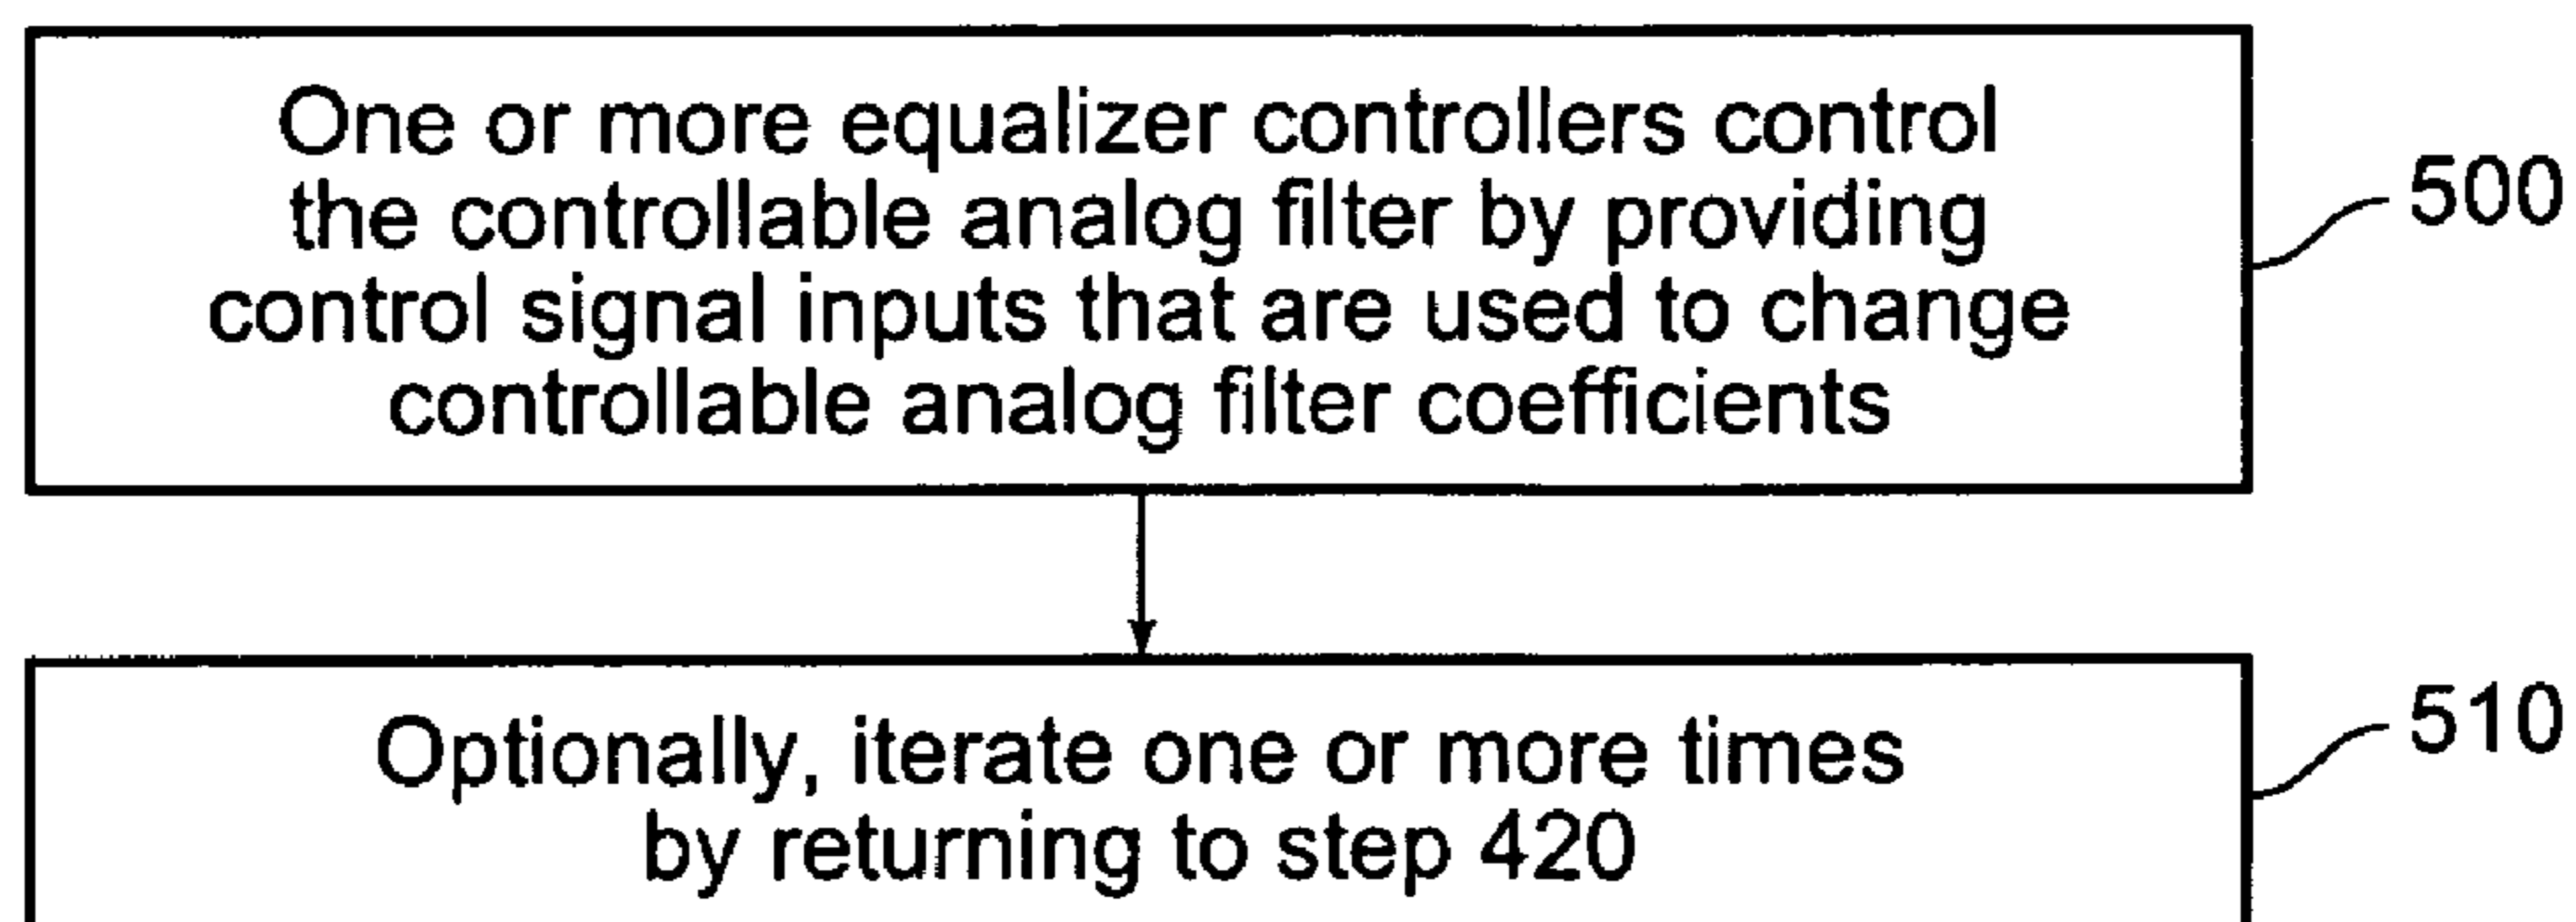 One or more equalizer controllers control
the controllable analog filter by providing
control signal inputs that are used to change
controllable analog filter coefficients
500
Optionally, iterate one or more times
by returning to step 420
510